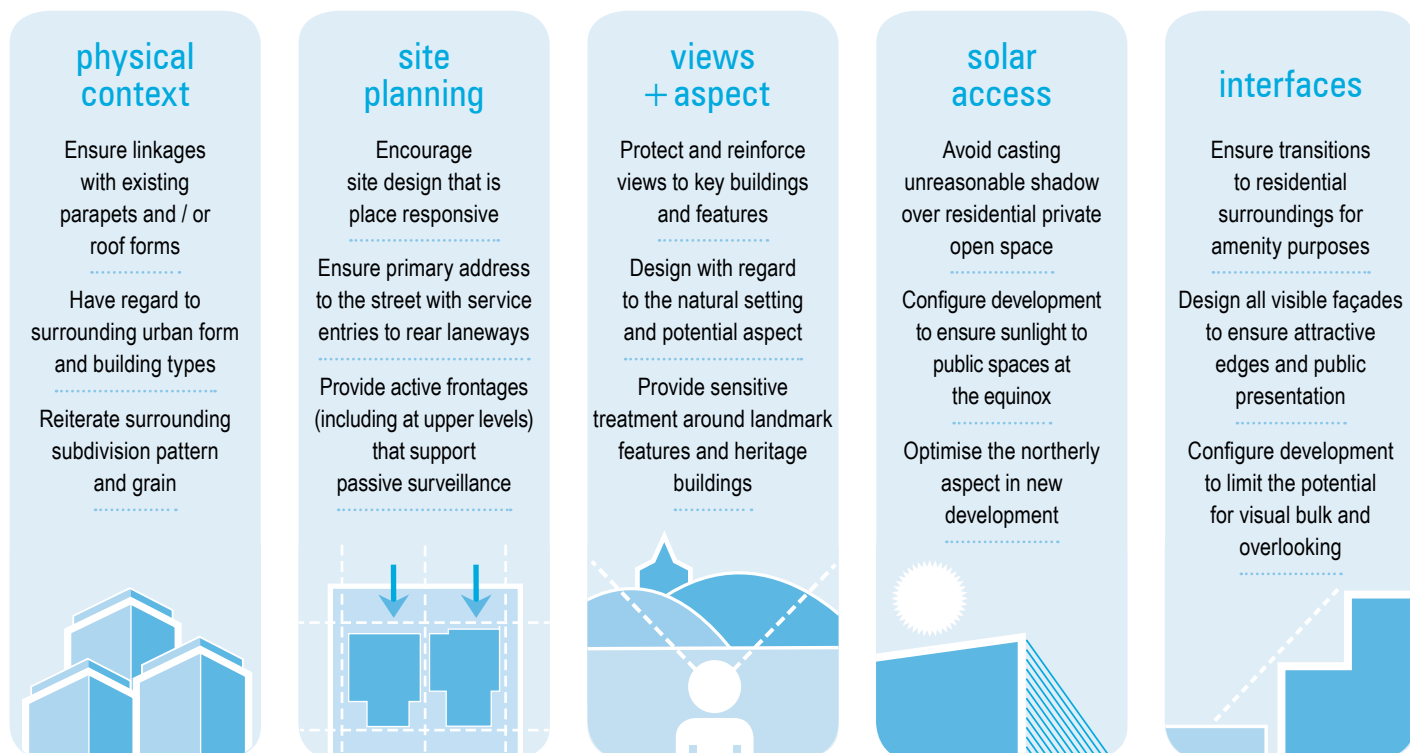 physical
context
Ensure linkages
with existing
parapets and / or
roof forms
Have regard to
surrounding urban form
and building types
Reiterate surrounding
subdivision pattern
and grain
site
planning
Encourage
site design that is
place responsive
Ensure primary address
to the street with service
entries to rear laneways
Provide active frontages
(including at upper levels)
that support
passive surveillance
views
+ aspect
Protect and reinforce
views to key buildings
and features
Design with regard
to the natural setting
and potential aspect
Provide sensitive
treatment around landmark
features and heritage
buildings
solar
access
Avoid casting
unreasonable shadow
over residential private
open space
Configure development
to ensure sunlight to
public spaces at
the equinox
Optimise the northerly
aspect in new
development
interfaces
Ensure transitions
to residential
surroundings for
amenity purposes
Design all visible façades
to ensure attractive
edges and public
presentation
Configure development
to limit the potential
for visual bulk and
overlooking